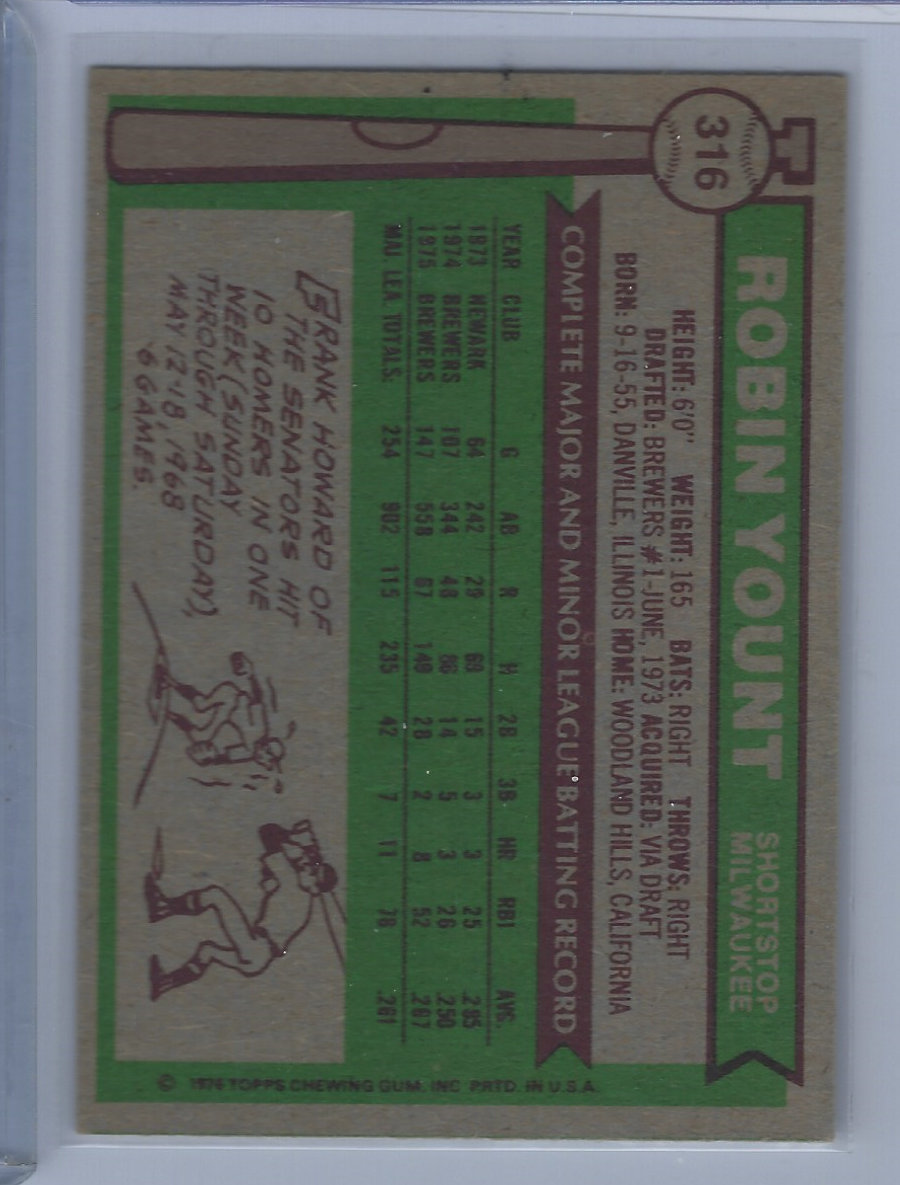 316
ROBIN YOUNT
SHORTSTOP
MILWAUKEE
HEIGHT: 6'0" WEIGHT: 165 BATS: RIGHT THROWS: RIGHT
DRAFTED: BREWERS #1-JUNE, 1973 ACQUIRED: VIA DRAFT
BORN: 9-16-55, DANVILLE, ILLINOIS HOME: WOODLAND HILLS, CALIFORNIA
COMPLETE MAJOR AND MINOR LEAGUE BATTING RECORD
YEAR CLUB G AB R H 2B 3B HR RBI AVG.
1973 NEWARK 64 242 29 69 15 3 3 25 .285
1974 BREWERS 107 344 48 86 14 5 3 26 .250
1975 BREWERS 147 558 67 149 28 2 8 52 .267
MAJ LEA TOTALS. 254 902 115 235 42 7 11 78 .261
FRANK HOWARD OF
THE SENATORS HIT
10 HOMERS IN ONE
WEEK (SUNDAY
THROUGH SATURDAY),
MAY 12-18, 1968
6 GAMES.
© 1976 TOPPS CHEWING GUM, INC PRTD. IN U.S.A.